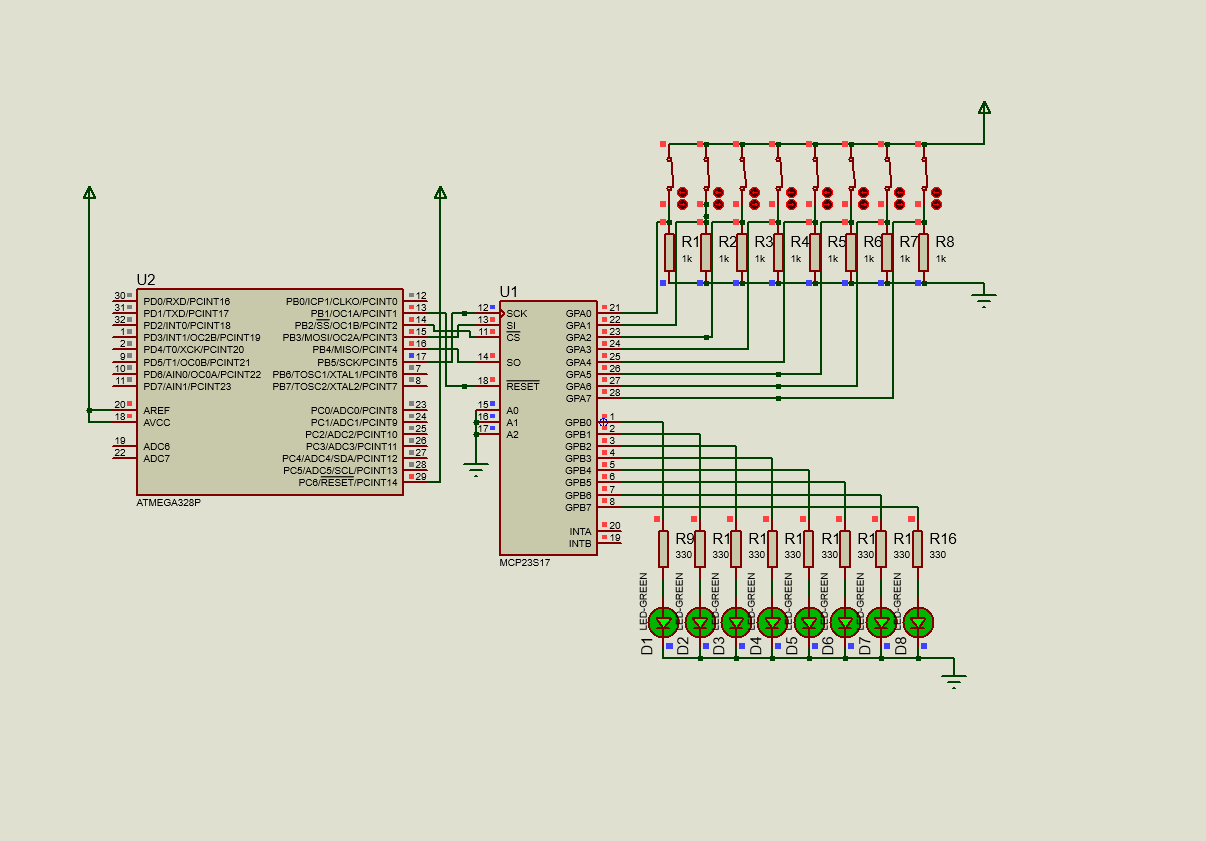 R1 R2 R3 R4 R5 R6 R7 R8
1k 1k 1k 1k 1k 1k 1k 1k
U2
30 PD0/RXD/PCINT16
31 PD1/TXD/PCINT17
32 PD2/INT0/PCINT18
1 PD3/INT1/OC2B/PCINT19
2 PD4/T0/XCK/PCINT20
9 PD5/T1/OC0B/PCINT21
10 PD6/AIN0/OC0A/PCINT22
11 PD7/AIN1/PCINT23
20 AREF
18 AVCC
19 ADC6
22 ADC7
PB0/ICP1/CLKO/PCINT0 12
PB1/OC1A/PCINT1 13
PB2/SS/OC1B/PCINT2 14
PB3/MOSI/OC2A/PCINT3 15
PB4/MISO/PCINT4 16
PB5/SCK/PCINT5 17
PB6/TOSC1/XTAL1/PCINT6 7
PB7/TOSC2/XTAL2/PCINT7 8
PC0/ADC0/PCINT8 23
PC1/ADC1/PCINT9 24
PC2/ADC2/PCINT10 25
PC3/ADC3/PCINT11 26
PC4/ADC4/SDA/PCINT12 27
PC5/ADC5/SCL/PCINT13 28
PC6/RESET/PCINT14 29
ATMEGA328P
U1
12 SCK
13 SI
11 CS
14 SO
18 RESET
15 A0
16 A1
17 A2
GPA0 21
GPA1 22
GPA2 23
GPA3 24
GPA4 25
GPA5 26
GPA6 27
GPA7 28
GPB0 1
GPB1 2
GPB2 3
GPB3 4
GPB4 5
GPB5 6
GPB6 7
GPB7 8
INTA 20
INTB 19
MCP23S17
R9 R1 R1 R1 R1 R1 R1 R16
330 330 330 330 330 330 330 330
D1
LED-GREEN
D2
LED-GREEN
D3
LED-GREEN
D4
LED-GREEN
D5
LED-GREEN
D6
LED-GREEN
D7
LED-GREEN
D8
LED-GREEN